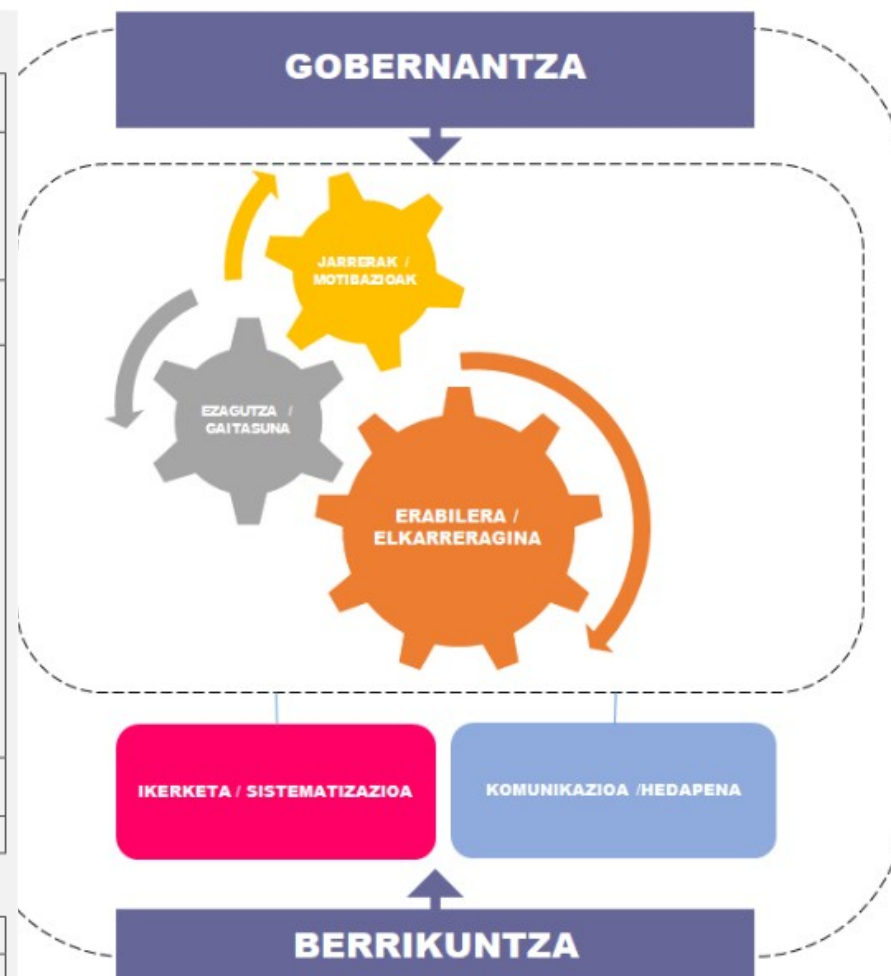 GOBERNANTZA
JARRERAK /
MOTIBAZIOAK
EZAGUTZA /
GAITASUNA
ERABILERA /
ELKARRERAGINA
IKERKETA / SISTEMATIZAZIOA
KOMUNIKAZIOA /HEDAPENA
BERRIKUNTZA